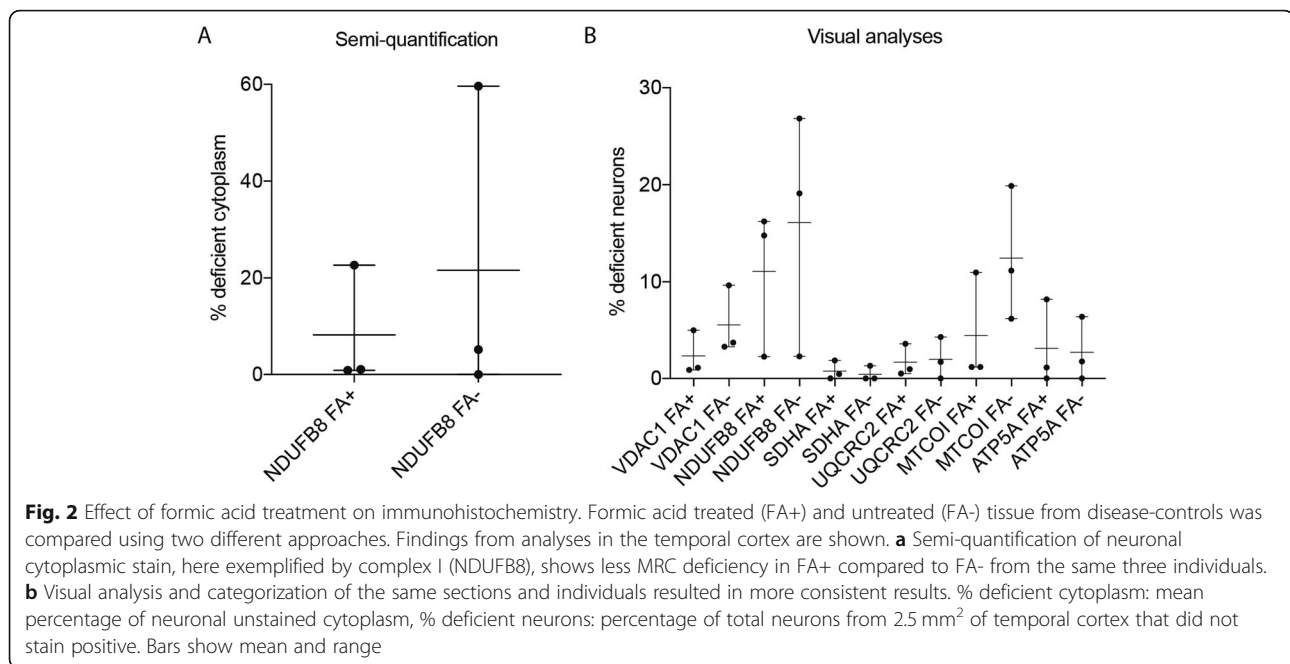 A
Semi-quantification
B
Visual analyses
% deficient cytoplasm
60
40
20
0
NDUFB8 FA+
NDUFB8 FA-
% deficient neurons
30
20
10
0
VDAC1 FA+
VDAC1 FA-
NDUFB8 FA+
NDUFB8 FA-
SDHA FA+
SDHA FA-
UQCRC2 FA+
UQCRC2 FA-
MTCOI FA+
MTCOI FA-
ATP5A FA+
ATP5A FA-
Fig. 2 Effect of formic acid treatment on immunohistochemistry. Formic acid treated (FA+) and untreated (FA-) tissue from disease-controls was
compared using two different approaches. Findings from analyses in the temporal cortex are shown. a Semi-quantification of neuronal
cytoplasmic stain, here exemplified by complex I (NDUFB8), shows less MRC deficiency in FA+ compared to FA- from the same three individuals.
b Visual analysis and categorization of the same sections and individuals resulted in more consistent results. % deficient cytoplasm: mean
percentage of neuronal unstained cytoplasm, % deficient neurons: percentage of total neurons from 2.5 mm² of temporal cortex that did not
stain positive. Bars show mean and range